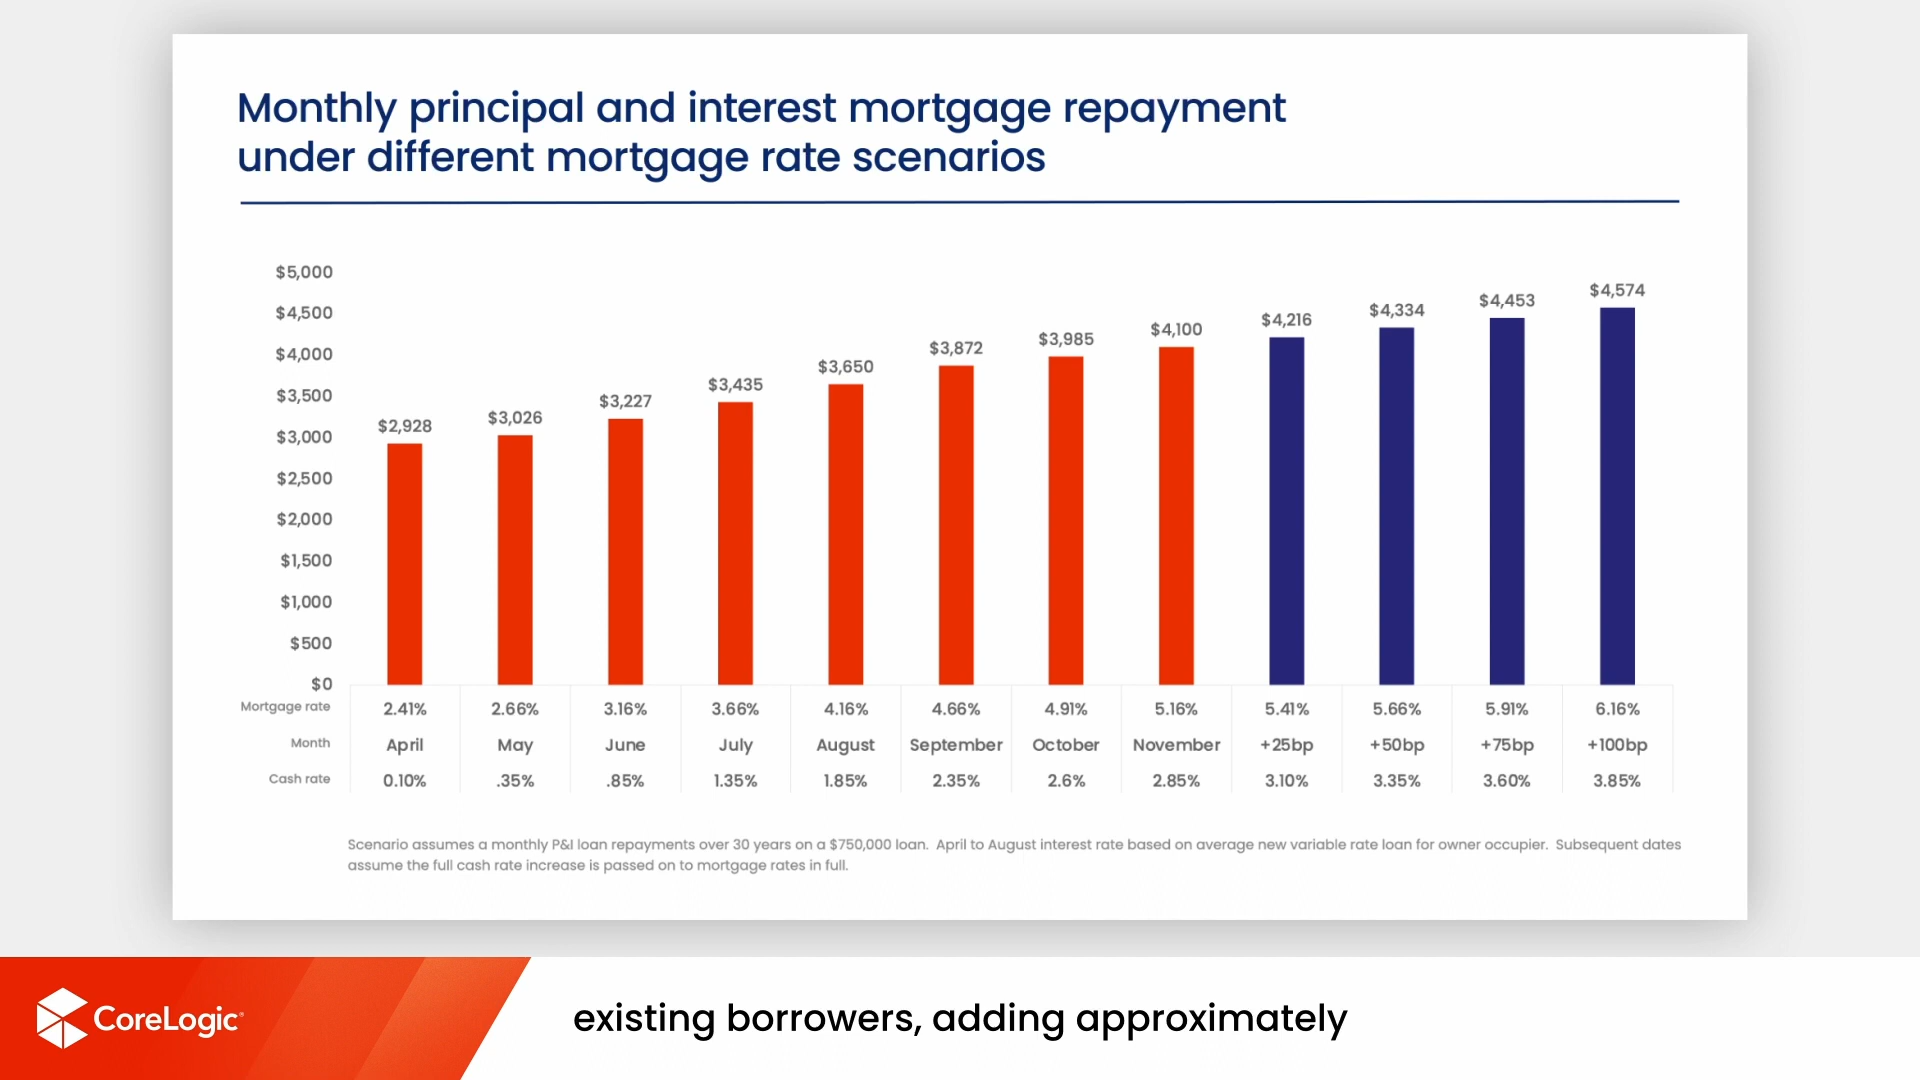 Monthly principal and interest mortgage repayment
under different mortgage rate scenarios
$5,000
$4,500
$4,000
$3,500
$3,000
$2,500
$2,000
$1,500
$1,000
$500
$0
$2,928
$3,026
$3,227
$3,435
$3,650
$3,872
$3,985
$4,100
$4,216
$4,334
$4,453
$4,574
Mortgage rate 2.41% 2.66% 3.16% 3.66% 4.16% 4.66% 4.91% 5.16% 5.41% 5.66% 5.91% 6.16%
Month April May June July August September October November +25bp +50bp +75bp +100bp
Cash rate 0.10% .35% .85% 1.35% 1.85% 2.35% 2.6% 2.85% 3.10% 3.35% 3.60% 3.85%
Scenario assumes a monthly P&I loan repayments over 30 years on a $750,000 loan. April to August interest rate based on average new variable rate loan for owner occupier. Subsequent dates
assume the full cash rate increase is passed on to mortgage rates in full.
CoreLogic
existing borrowers, adding approximately